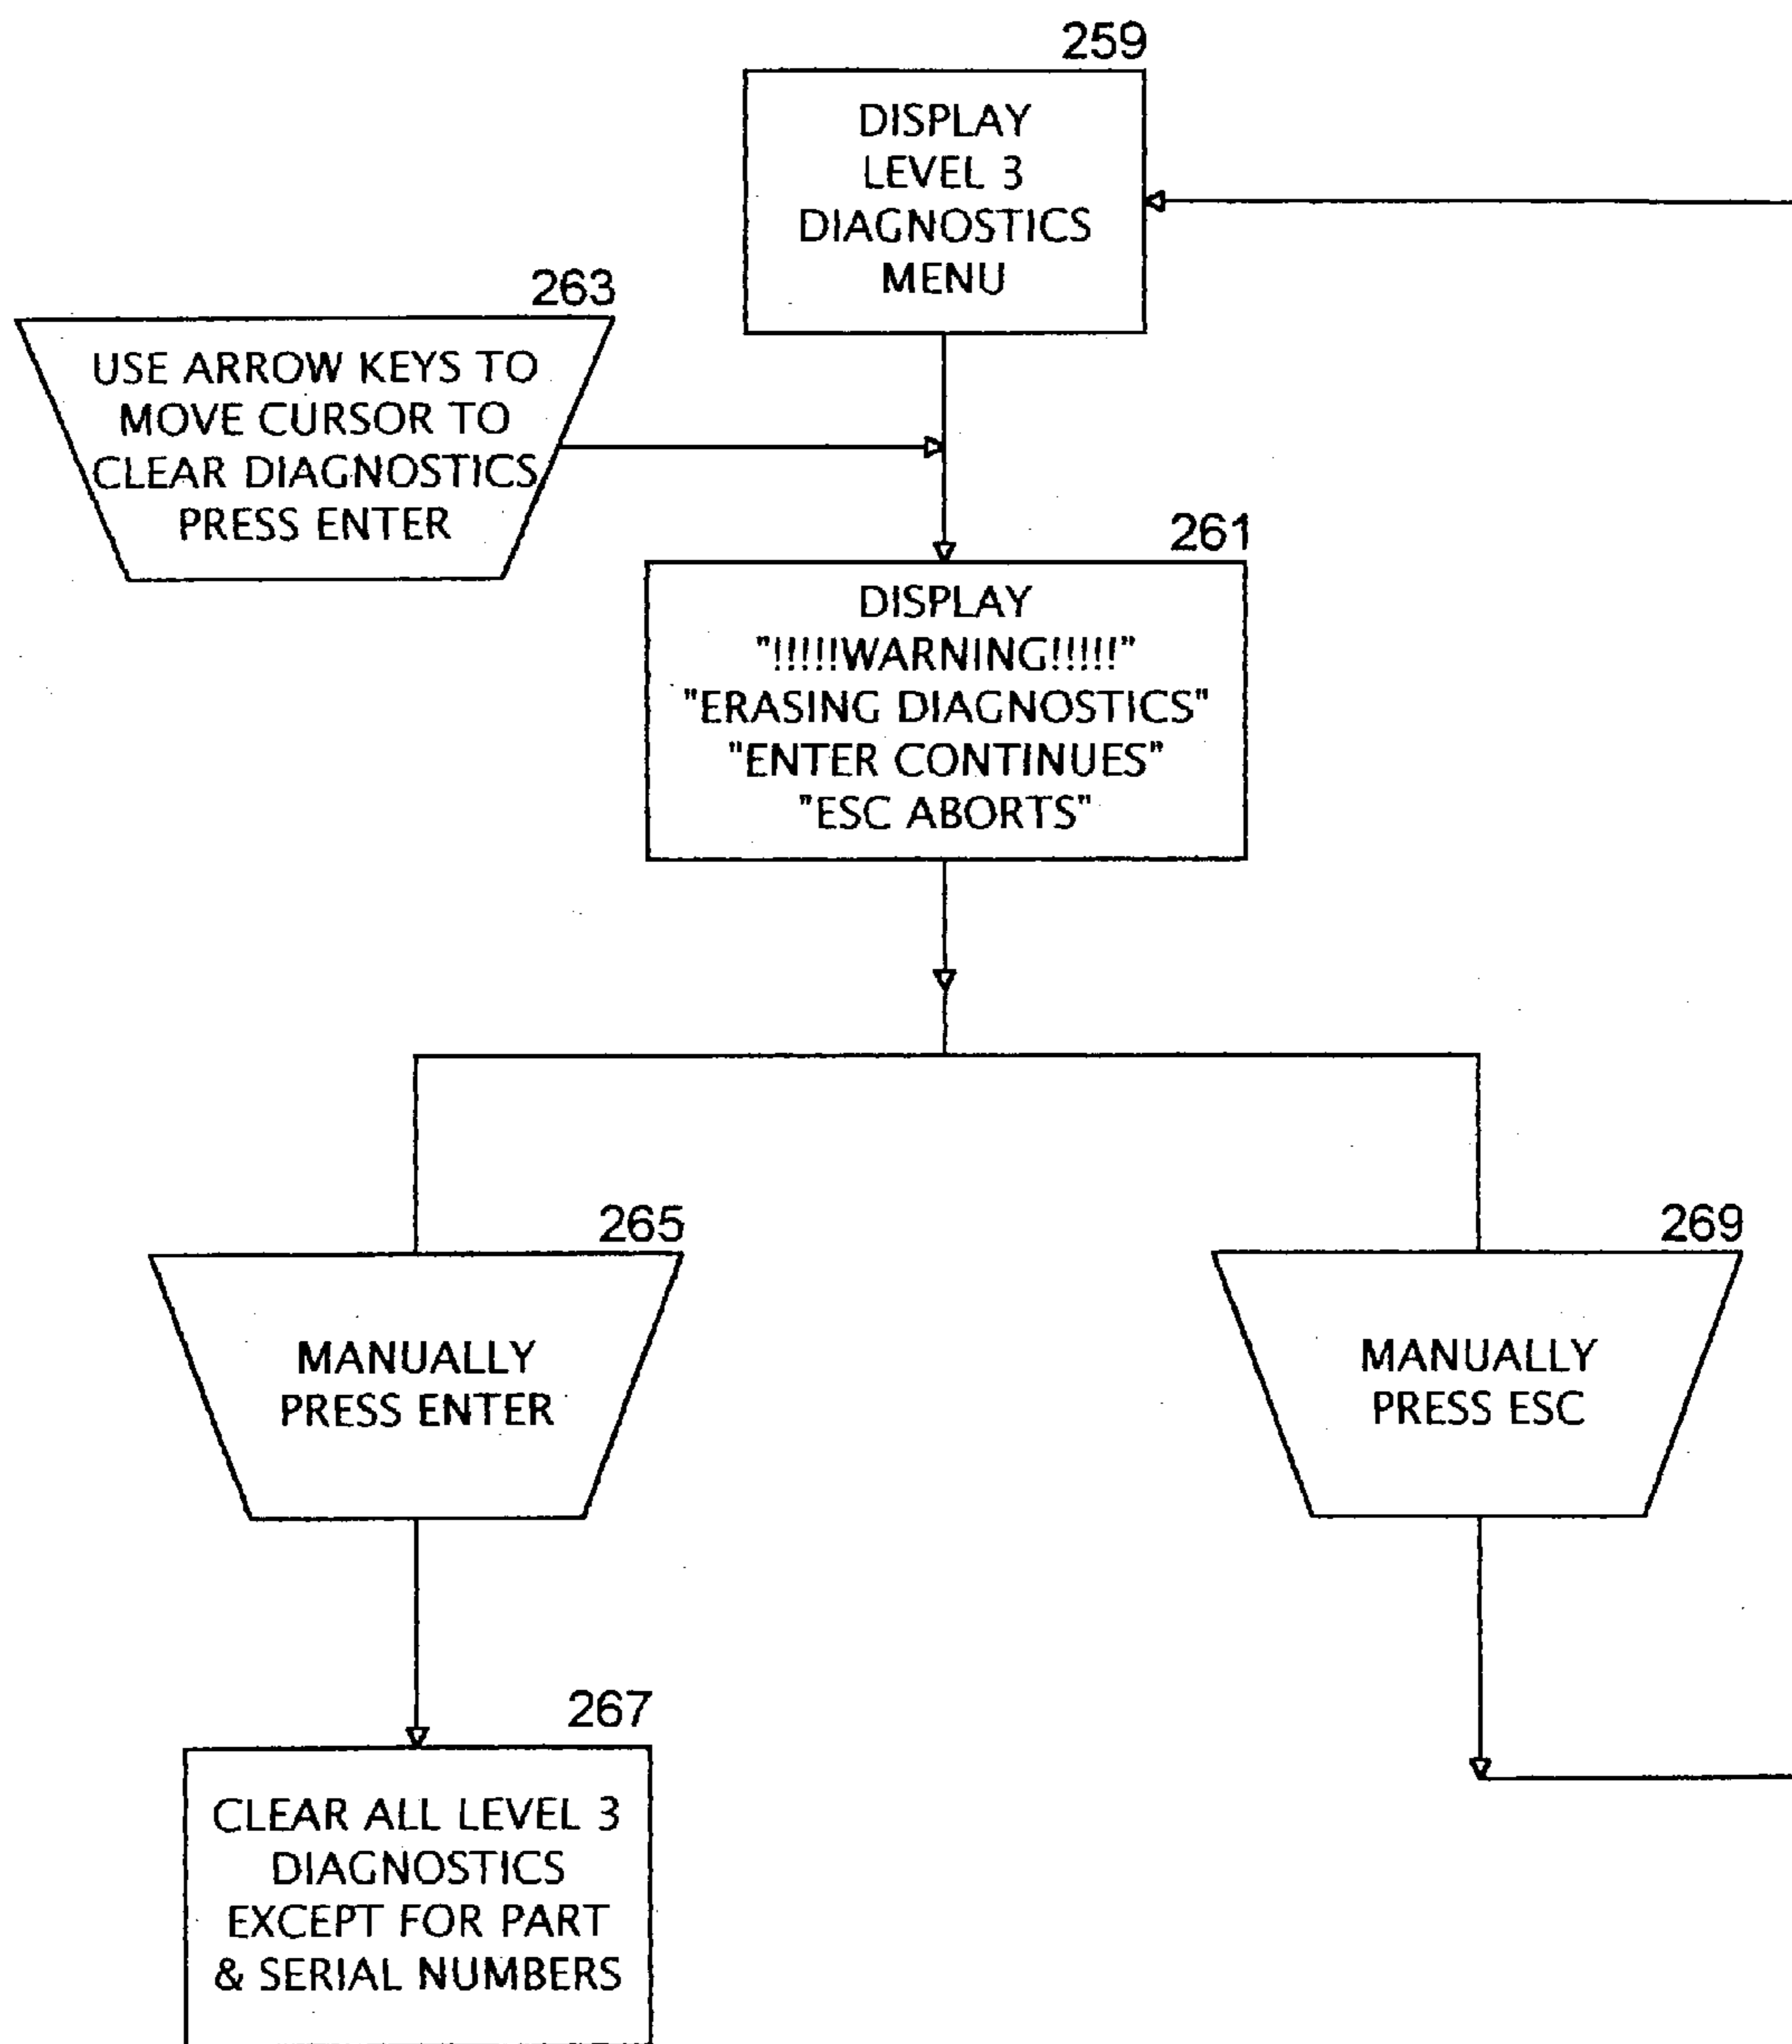 259
DISPLAY
LEVEL 3
DIAGNOSTICS
MENU
263
USE ARROW KEYS TO
MOVE CURSOR TO
CLEAR DIAGNOSTICS
PRESS ENTER
261
DISPLAY
"!!!!!WARNING!!!!!"
"ERASING DIAGNOSTICS"
"ENTER CONTINUES"
"ESC ABORTS"
265
MANUALLY
PRESS ENTER
269
MANUALLY
PRESS ESC
267
CLEAR ALL LEVEL 3
DIAGNOSTICS
EXCEPT FOR PART
& SERIAL NUMBERS